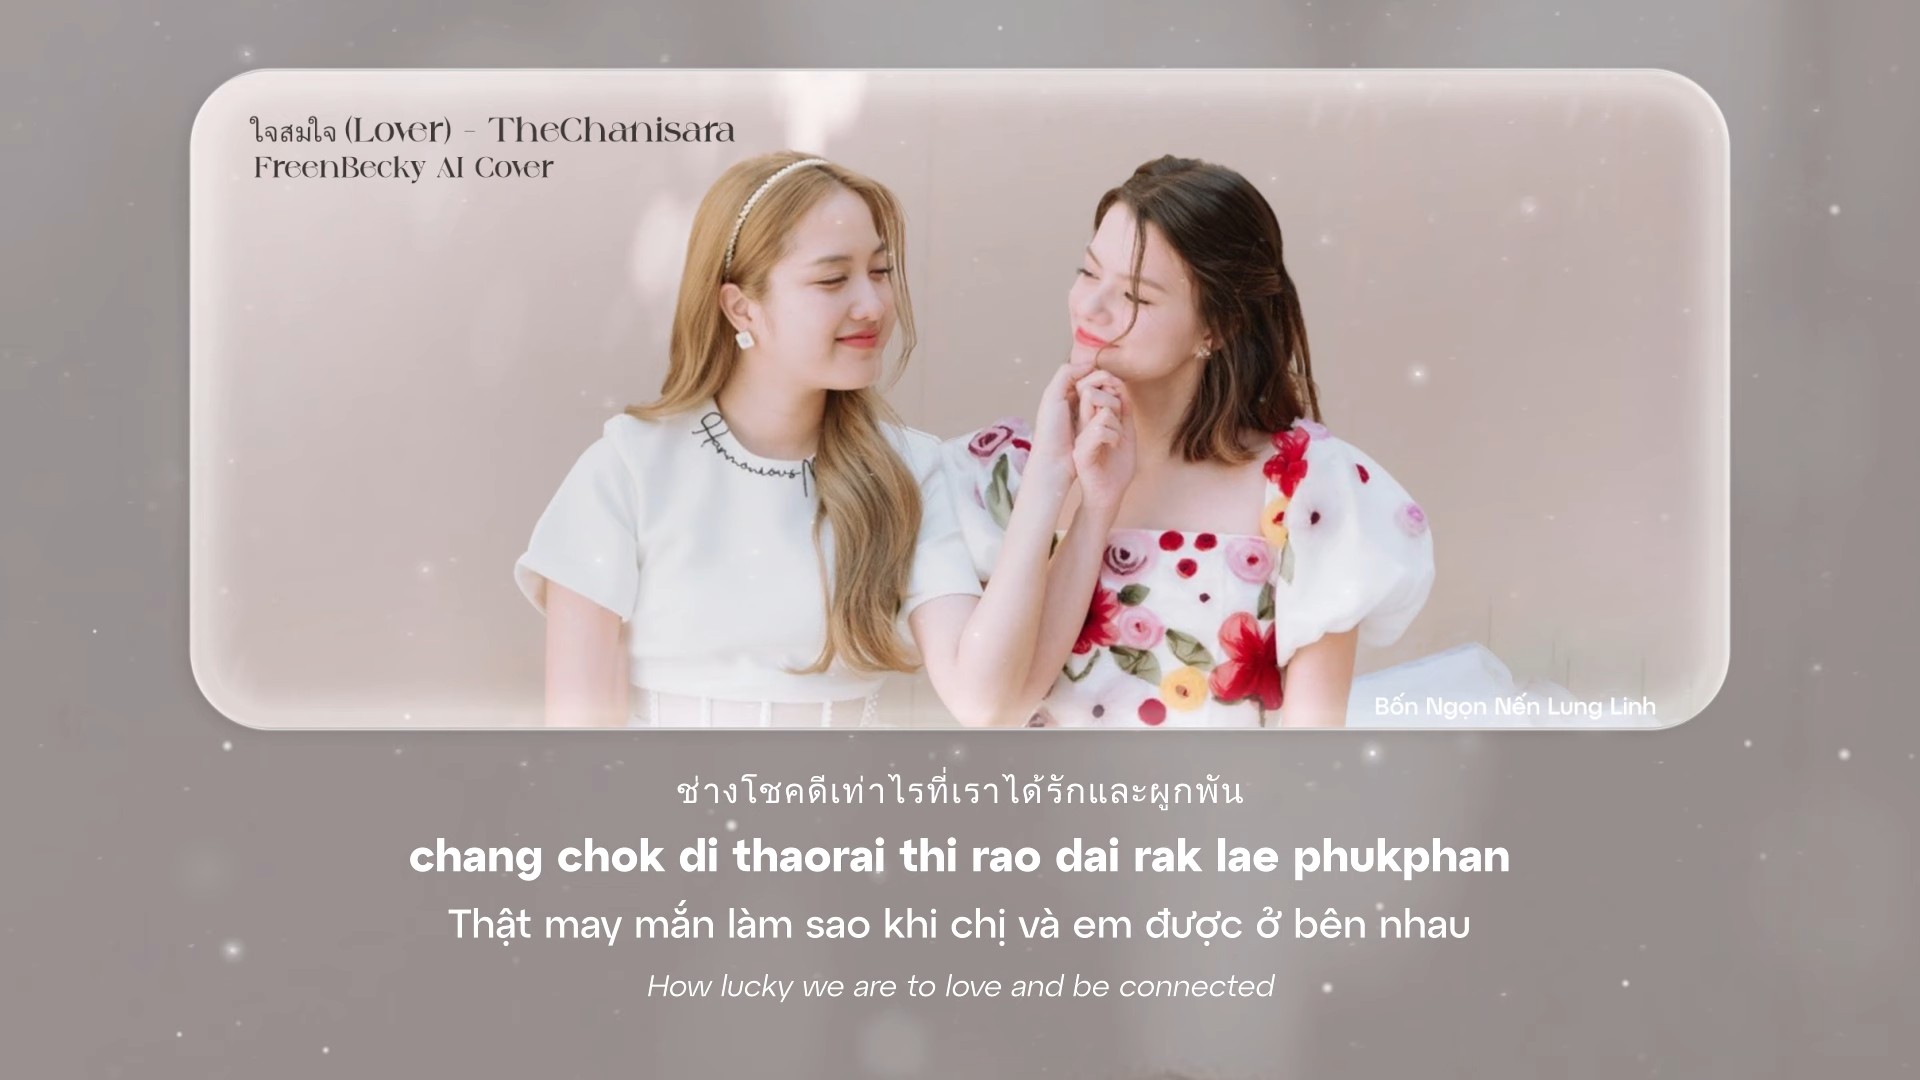 ใจสมใจ (Lover) - TheChanisara
FreenBecky AI Cover
Harmonious
Bốn Ngọn Nến Lung Linh
ช่างโชคดีเท่าไรที่เราได้รักและผูกพัน
chang chok di thaorai thi rao dai rak lae phukphan
Thật may mắn làm sao khi chị và em được ở bên nhau
How lucky we are to love and be connected